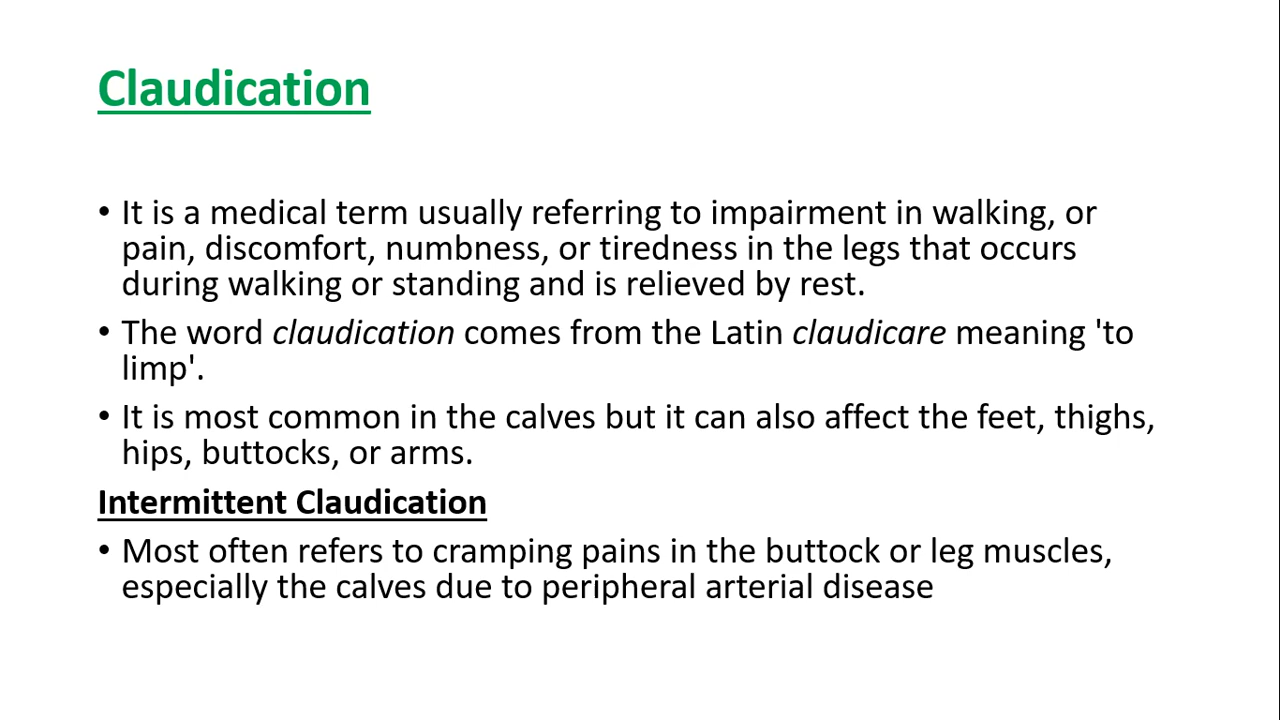 Claudication
• It is a medical term usually referring to impairment in walking, or
pain, discomfort, numbness, or tiredness in the legs that occurs
during walking or standing and is relieved by rest.
• The word claudication comes from the Latin claudicare meaning 'to
limp'.
• It is most common in the calves but it can also affect the feet, thighs,
hips, buttocks, or arms.
Intermittent Claudication
• Most often refers to cramping pains in the buttock or leg muscles,
especially the calves due to peripheral arterial disease